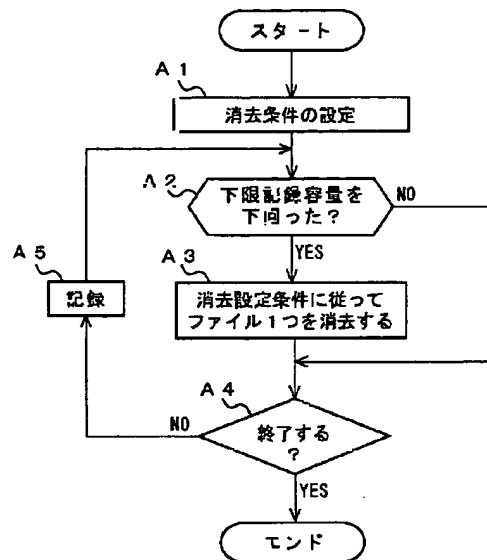 スタート
A1
消去条件の設定
A2
下限記録容量を
下回った？
NO
YES
A5
記録
A3
消去設定条件に従って
ファイル1つを消去する
A4
NO
終了する
？
YES
エンド